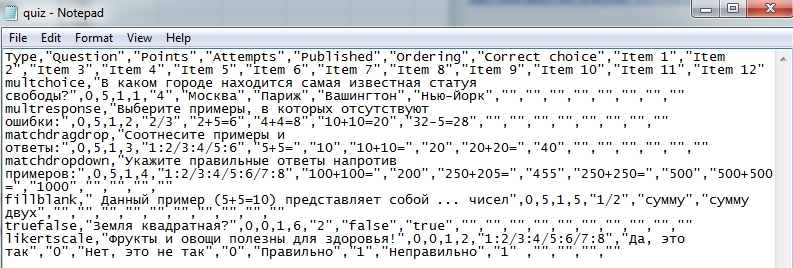 quiz - Notepad
File Edit Format View Help
Type,"Question","Points","Attempts","Published","Ordering","Correct choice","Item 1","Item
2","Item 3","Item 4","Item 5","Item 6","Item 7","Item 8","Item 9","Item 10","Item 11","Item 12"
multchoice,"В каком городе находится самая известная статуя
свободы?",0,5,1,1,"4","Москва","Париж","Вашингтон","Нью-Йорк","","","","","","","",""
multresponse,"Выберите примеры, в которых отсутствуют
ошибки:",0,5,1,2,"2/3","2+5=6","4+4=8","10+10=20","32-5=28","","","","","","","",""
matchdragdrop,"Соотнесите примеры и
ответы:",0,5,1,3,"1:2/3:4/5:6","5+5=","10","10+10=","20","20+20=","40","","","","","",""
matchdropdown,"Укажите правильные ответы напротив
примеров:",0,5,1,4,"1:2/3:4/5:6/7:8","100+100=","200","250+205=","455","250+250=","500","500+500
=","1000","","","",""
fillblank," Данный пример (5+5=10) представляет собой ... чисел",0,5,1,5,"1/2","сумму","сумму
двух","","","","","","","","","",""
truefalse,"Земля квадратная?",0,0,1,6,"2","false","true","","","","","","","","","",""
likertscale,"Фрукты и овощи полезны для здоровья!",0,0,1,2,"1:2/3:4/5:6/7:8","Да, это
так","0","Нет, это не так","0","Правильно","1","Неправильно","1" ,"","","",""